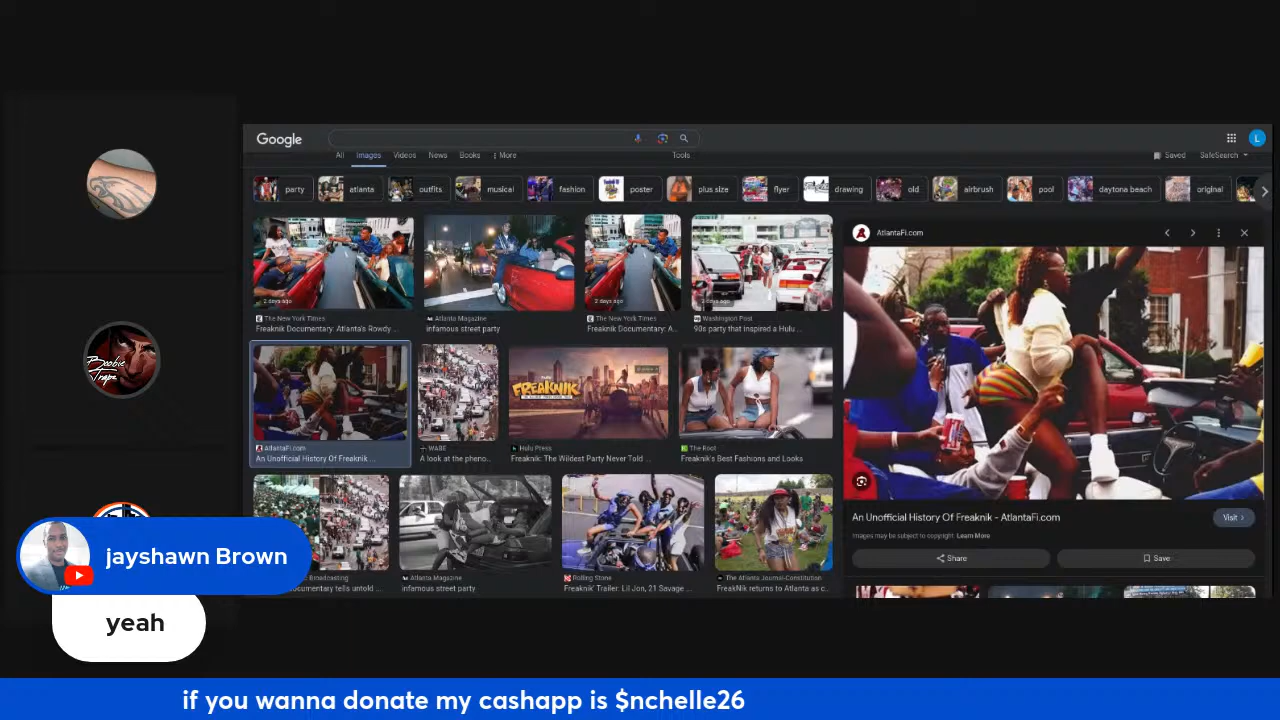 Google
All Images Videos News Books More
Tools
Saved SafeSearch
L
party atlanta outfits musical fashion poster plus size flyer drawing old airbrush pool daytona beach original
AtlantaFi.com
2 days ago
The New York Times
Freaknik Documentary: Atlanta's Rowdy ...
Atlanta Magazine
infamous street party
2 days ago
The New York Times
Freaknik Documentary: A...
2 days ago
Washington Post
90s party that inspired a Hulu ...
AtlantaFi.com
An Unofficial History Of Freaknik ...
WABE
A look at the pheno...
FREAKNIK
Hulu Press
Freaknik: The Wildest Party Never Told ...
The Root
Freaknik's Best Fashions and Looks
An Unofficial History Of Freaknik - AtlantaFi.com
Visit
Images may be subject to copyright. Learn More
Share
Save
Broadcasting
ocumentary tells untold ...
Atlanta Magazine
infamous street party
Rolling Stone
Freaknik' Trailer: Lil Jon, 21 Savage ...
The Atlanta Journal-Constitution
FreakNik returns to Atlanta as c...
Boobie
Trapp
jayshawn Brown
yeah
if you wanna donate my cashapp is $nchelle26